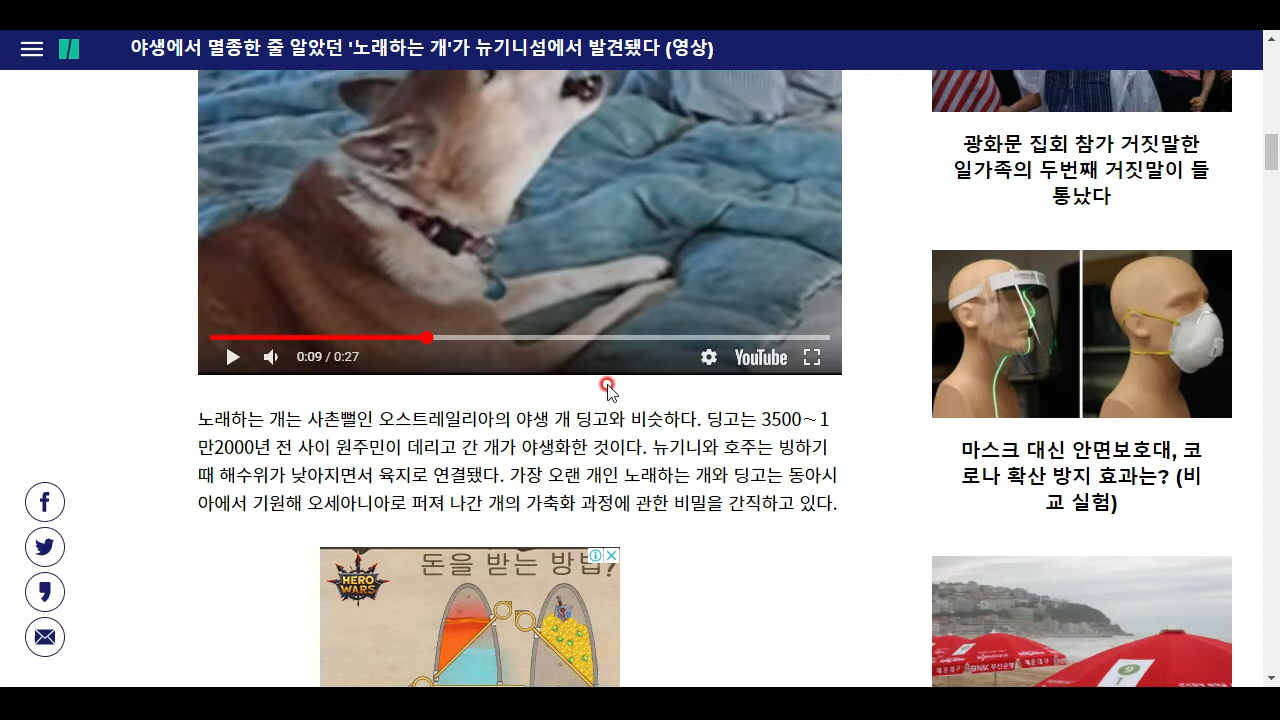 야생에서 멸종한 줄 알았던 '노래하는 개'가 뉴기니섬에서 발견됐다 (영상)
0:09 / 0:27
YouTube
노래하는 개는 사촌뻘인 오스트레일리아의 야생 개 딩고와 비슷하다. 딩고는 3500～1
만2000년 전 사이 원주민이 데리고 간 개가 야생화한 것이다. 뉴기니와 호주는 빙하기
때 해수위가 낮아지면서 육지로 연결됐다. 가장 오랜 개인 노래하는 개와 딩고는 동아시
아에서 기원해 오세아니아로 퍼져 나간 개의 가축화 과정에 관한 비밀을 간직하고 있다.
돈을 받는 방법?
HERO
WARS
광화문 집회 참가 거짓말한
일가족의 두번째 거짓말이 들
통났다
마스크 대신 안면보호대, 코
로나 확산 방지 효과는? (비
교 실험)
BNK 부산은행
9
1